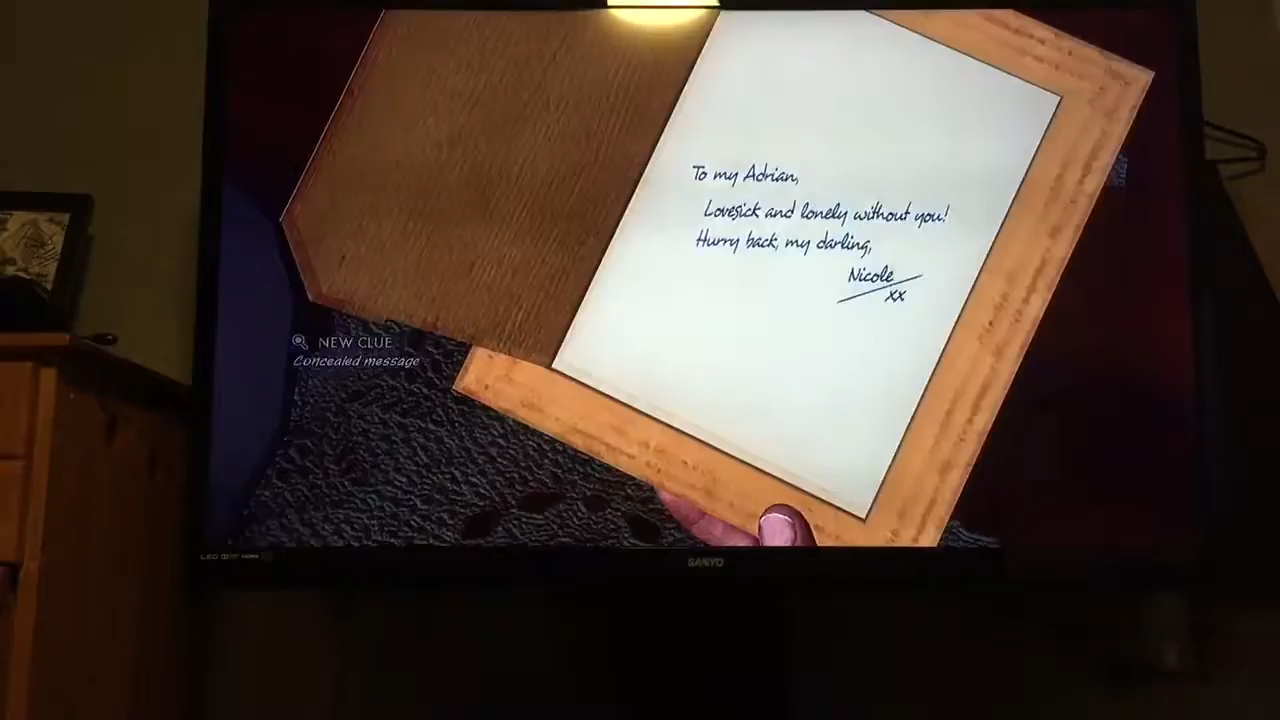 To my Adrian,
Lovesick and lonely without you!
Hurry back, my darling,
Nicole
xx
NEW CLUE
Concealed message
SANYO